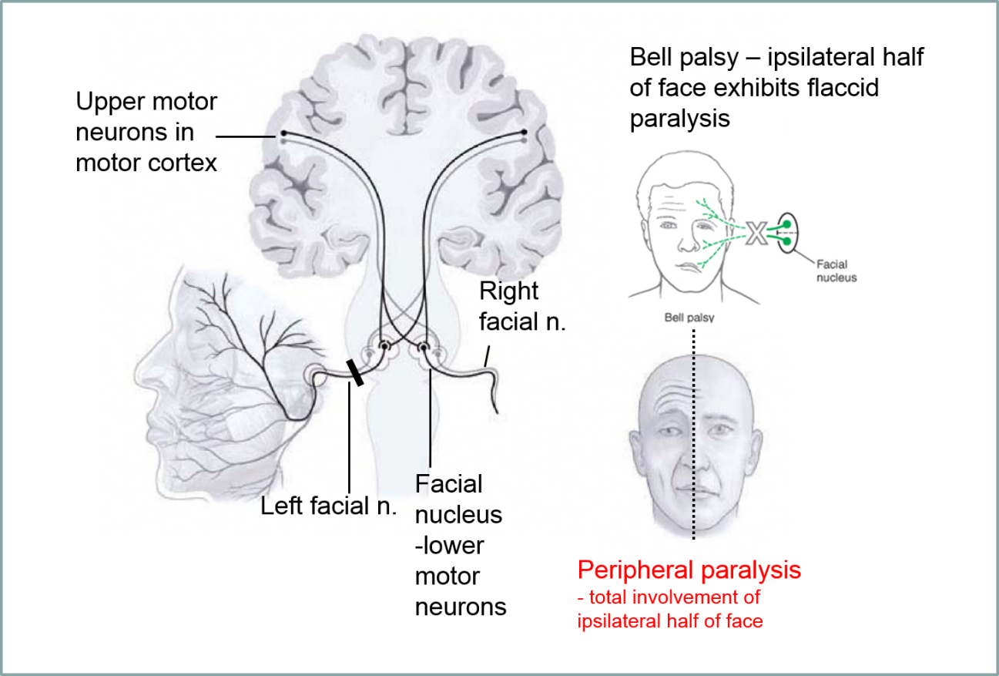 Upper motor
neurons in
motor cortex
Bell palsy – ipsilateral half
of face exhibits flaccid
paralysis
X
Facial
nucleus
Bell palsy
Right
facial n.
Left facial n.
Facial
nucleus
-lower
motor
neurons
Peripheral paralysis
- total involvement of
ipsilateral half of face